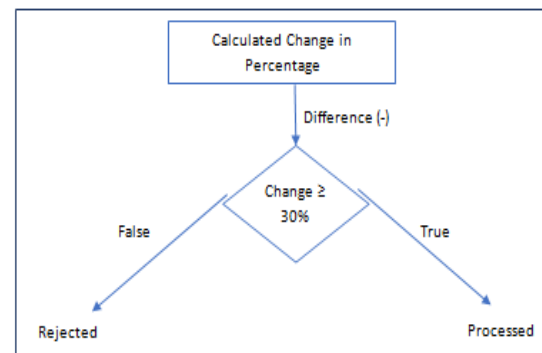 Calculated Change in
Percentage
Difference (-)
Change ≥
30%
False
True
Rejected
Processed